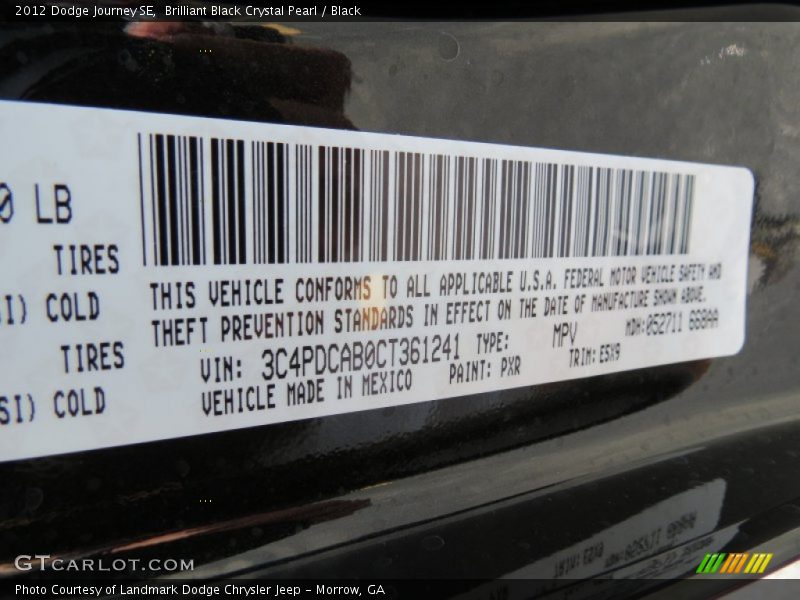 2012 Dodge Journey SE, Brilliant Black Crystal Pearl / Black
0 LB
TIRES
SI) COLD
TIRES
SI) COLD
THIS VEHICLE CONFORMS TO ALL APPLICABLE U.S.A. FEDERAL MOTOR VEHICLE SAFETY AND
THEFT PREVENTION STANDARDS IN EFFECT ON THE DATE OF MANUFACTURE SHOWN ABOVE.
VIN: 3C4PDCAB0CT361241 TYPE: MPV MDH:052711 668AA
VEHICLE MADE IN MEXICO PAINT: PXR TRIM: E5X9
GTCARLOT.COM
Photo Courtesy of Landmark Dodge Chrysler Jeep - Morrow, GA